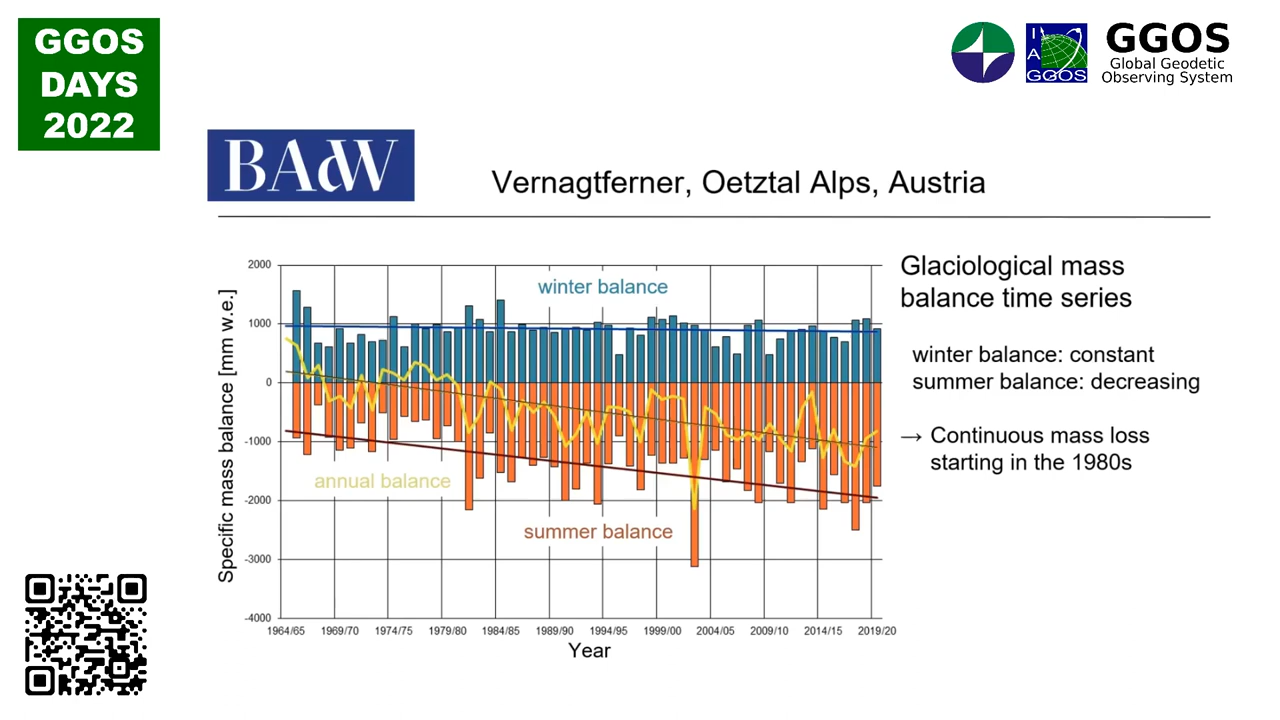 GGOS
DAYS
2022
I
A
GGOS
GGOS
Global Geodetic
Observing System
BAdW
Vernagtferner, Oetztal Alps, Austria
Specific mass balance [mm w.e.]
2000
1000
0
-1000
-2000
-3000
-4000
winter balance
annual balance
summer balance
1964/65 1969/70 1974/75 1979/80 1984/85 1989/90 1994/95 1999/00 2004/05 2009/10 2014/15 2019/20
Year
Glaciological mass
balance time series
winter balance: constant
summer balance: decreasing
→ Continuous mass loss
starting in the 1980s